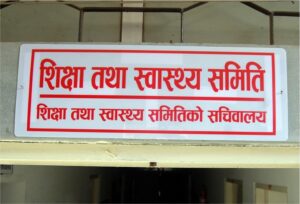 शिक्षा तथा स्वास्थ्य समिति
शिक्षा तथा स्वास्थ्य समितिको सचिवालय